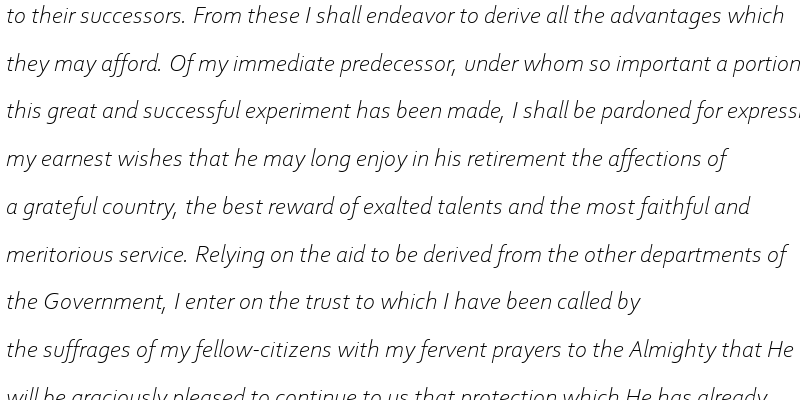 to their successors. From these I shall endeavor to derive all the advantages which
they may afford. Of my immediate predecessor, under whom so important a portion
this great and successful experiment has been made, I shall be pardoned for
my earnest wishes that he may long enjoy in his retirement the affections of
a grateful country, the best reward of exalted talents and the most faithful and
meritorious service. Relying on the aid to be derived from the other departments of
the Government, I enter on the trust to which I have been called by
the suffrages of my fellow-citizens with my fervent prayers to the Almighty that He
will be graciously pleased to continue to us that protection which He has already